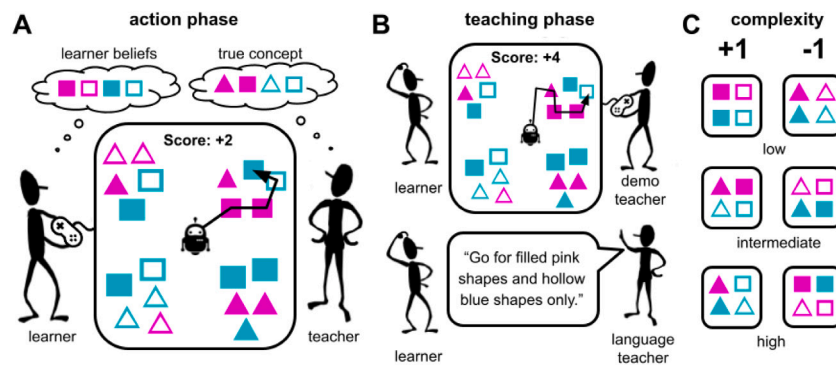 A action phase
learner beliefs
true concept
Score: +2
learner
teacher
B teaching phase
Score: +4
learner
demo
teacher
“Go for filled pink
shapes and hollow
blue shapes only.”
learner
language
teacher
C complexity
+1 -1
low
intermediate
high